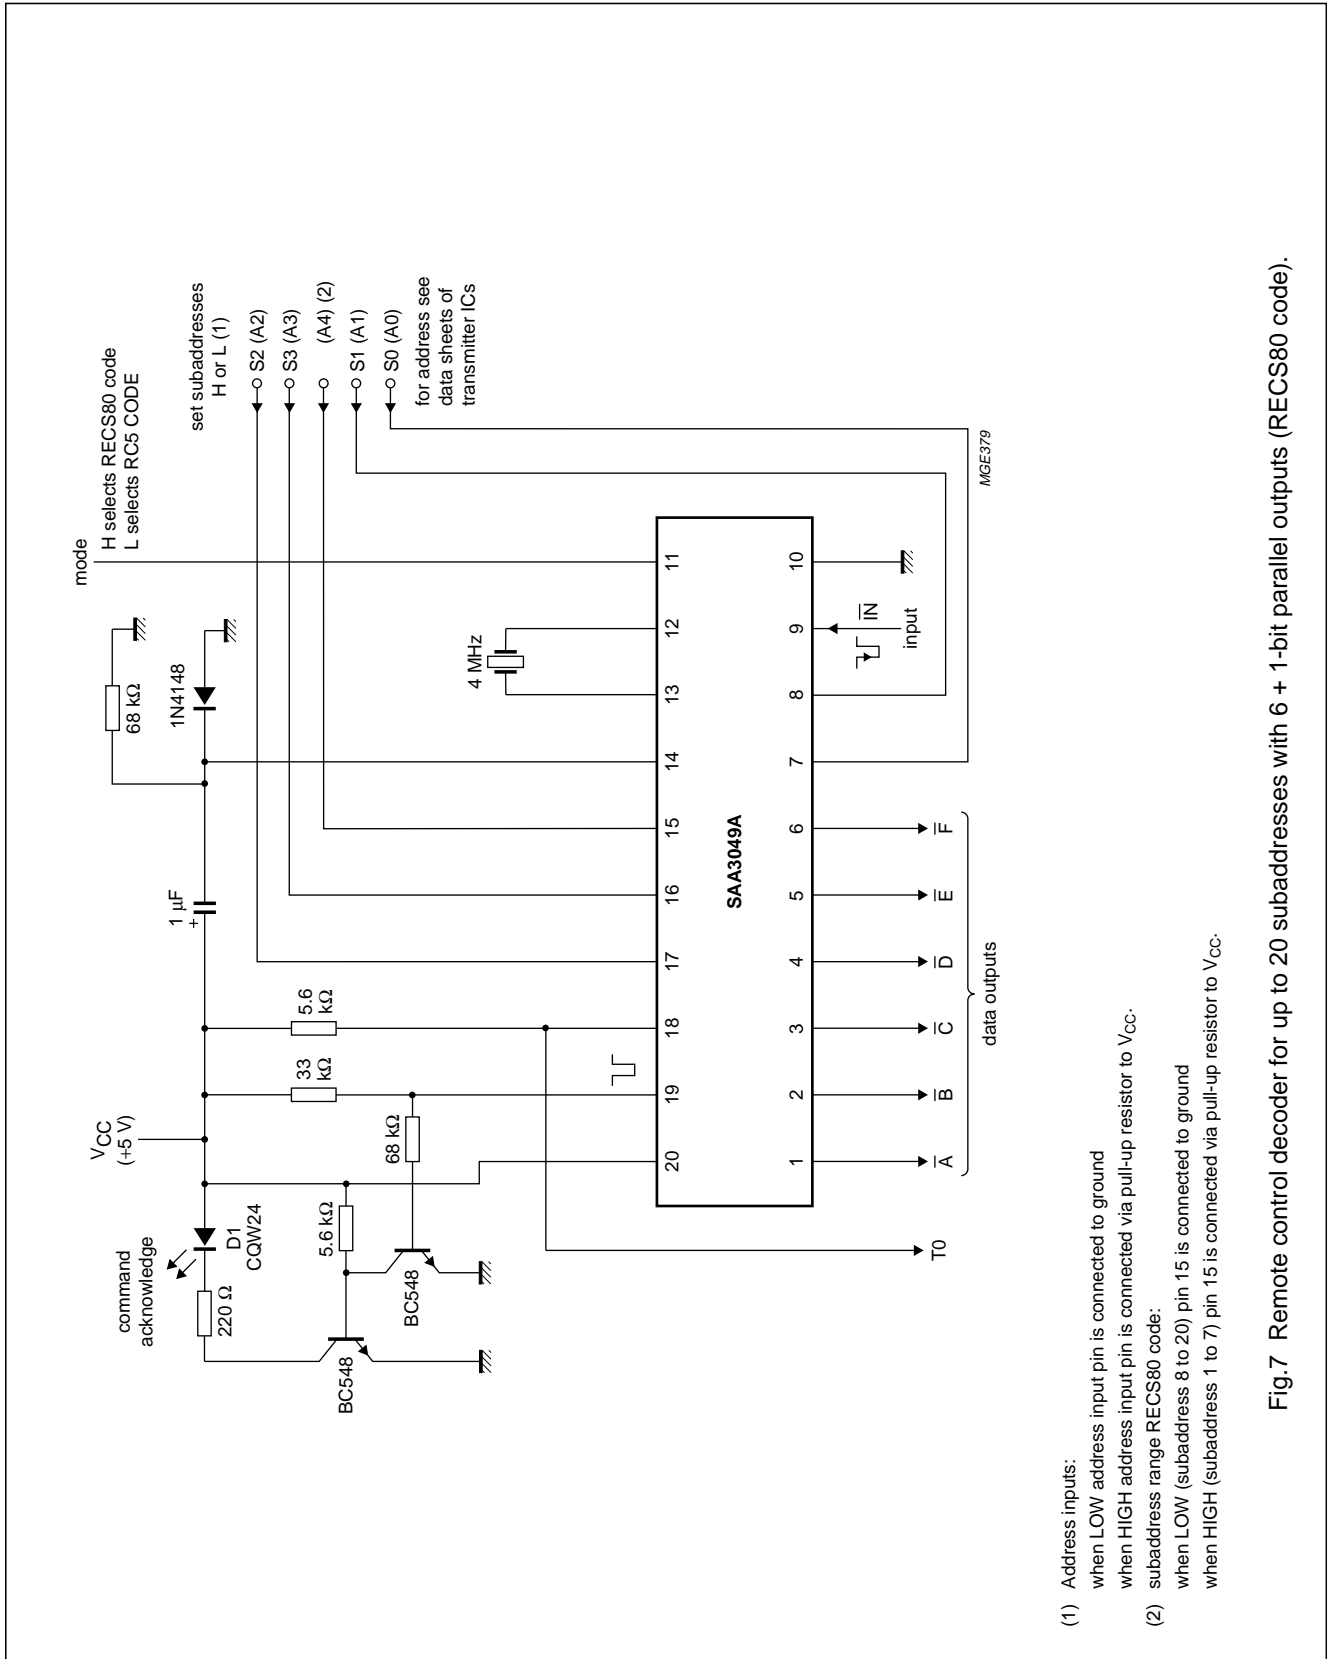 mode
H selects RECS80 code
L selects RC5 CODE
set subaddresses
H or L (1)
S2 (A2)
S3 (A3)
(A4) (2)
S1 (A1)
S0 (A0)
for address see
data sheets of
transmitter ICs
command
acknowledge
VCC
(+5 V)
D1
CQW24
220 Ω
BC548
5.6 kΩ
BC548
68 kΩ
33
kΩ
5.6
kΩ
1 μF
+
1N4148
68 kΩ
4 MHz
20
19
18
17
16
15
14
13
12
11
SAA3049A
1
2
3
4
5
6
7
8
9
10
T0
A̅
B̅
C̅
D̅
E̅
F̅
data outputs
I̅N̅
input
MGE379
(1) Address inputs:
when LOW address input pin is connected to ground
when HIGH address input pin is connected via pull-up resistor to VCC.
(2) subaddress range RECS80 code:
when LOW (subaddress 8 to 20) pin 15 is connected to ground
when HIGH (subaddress 1 to 7) pin 15 is connected via pull-up resistor to VCC.
Fig.7 Remote control decoder for up to 20 subaddresses with 6 + 1-bit parallel outputs (RECS80 code).